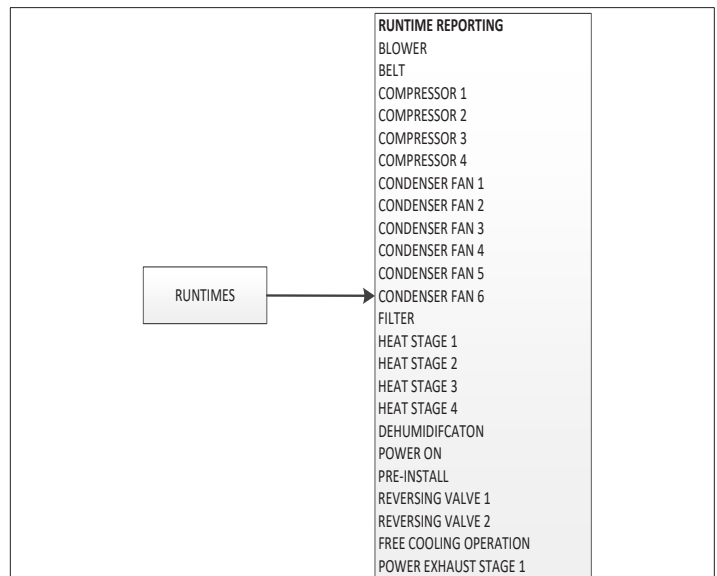 RUNTIMES
RUNTIME REPORTING
BLOWER
BELT
COMPRESSOR 1
COMPRESSOR 2
COMPRESSOR 3
COMPRESSOR 4
CONDENSER FAN 1
CONDENSER FAN 2
CONDENSER FAN 3
CONDENSER FAN 4
CONDENSER FAN 5
CONDENSER FAN 6
FILTER
HEAT STAGE 1
HEAT STAGE 2
HEAT STAGE 3
HEAT STAGE 4
DEHUMIDIFCATON
POWER ON
PRE-INSTALL
REVERSING VALVE 1
REVERSING VALVE 2
FREE COOLING OPERATION
POWER EXHAUST STAGE 1